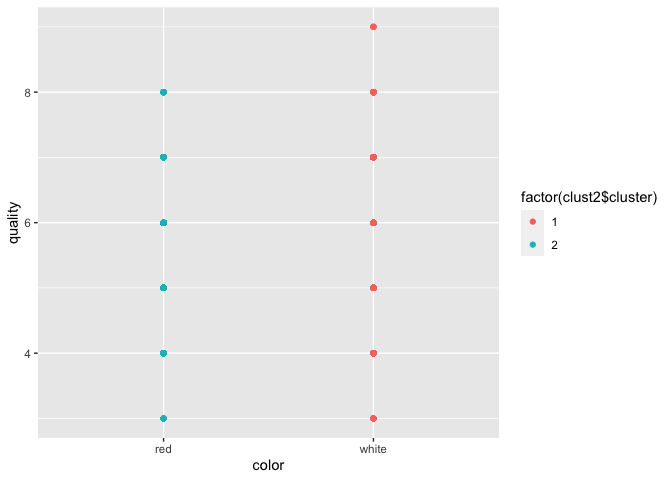 8
6
4
quality
red
white
color
factor(clust2$cluster)
1
2